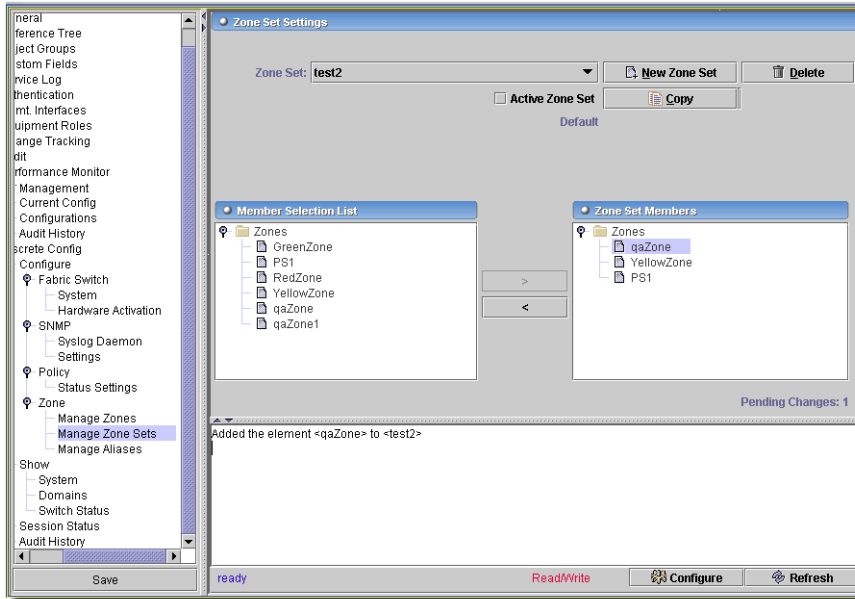 neral
ference Tree
ject Groups
stom Fields
rvice Log
thentication
mt. Interfaces
uipment Roles
ange Tracking
dit
rformance Monitor
Management
Current Config
Configurations
Audit History
screte Config
Configure
Fabric Switch
System
Hardware Activation
SNMP
Syslog Daemon
Settings
Policy
Status Settings
Zone
Manage Zones
Manage Zone Sets
Manage Aliases
Show
System
Domains
Switch Status
Session Status
Audit History
Save
Zone Set Settings
Zone Set: test2
New Zone Set
Delete
Active Zone Set
Copy
Default
Member Selection List
Zones
GreenZone
PS1
RedZone
YellowZone
qaZone
qaZone1
>
<
Zone Set Members
Zones
qaZone
YellowZone
PS1
Pending Changes: 1
Added the element <qaZone> to <test2>
ready
Read/Write
Configure
Refresh